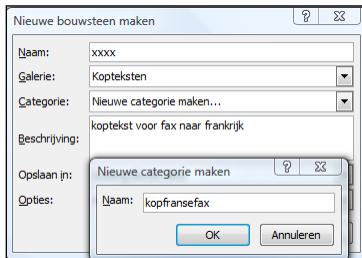 Nieuwe bouwsteen maken
Naam: xxxx
Galerie: Kopteksten
Categorie: Nieuwe categorie maken...
Beschrijving: koptekst voor fax naar frankrijk
Opslaan in:
Opties:
Nieuwe categorie maken
Naam: kopfransefax
OK Annuleren